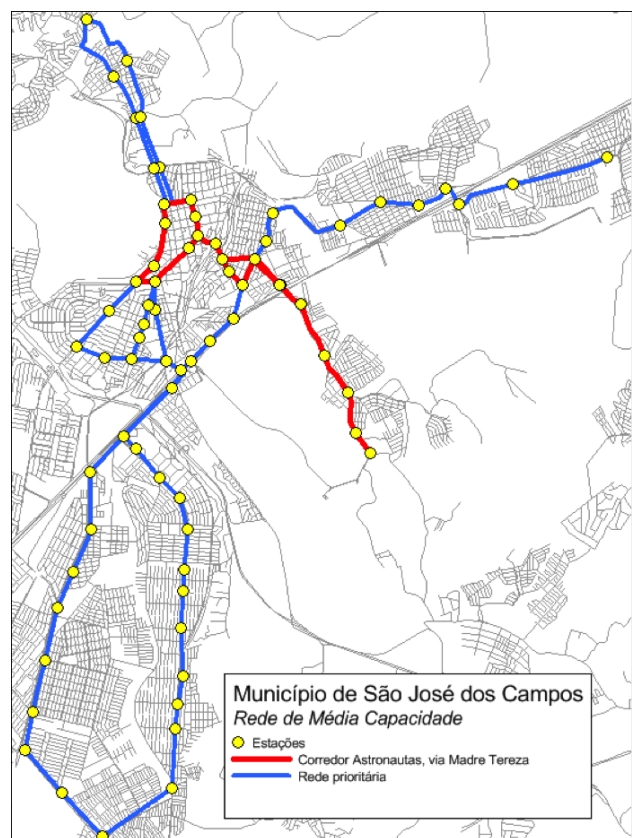 Município de São José dos Campos
Rede de Média Capacidade
Estações
Corredor Astronautas, via Madre Tereza
Rede prioritária